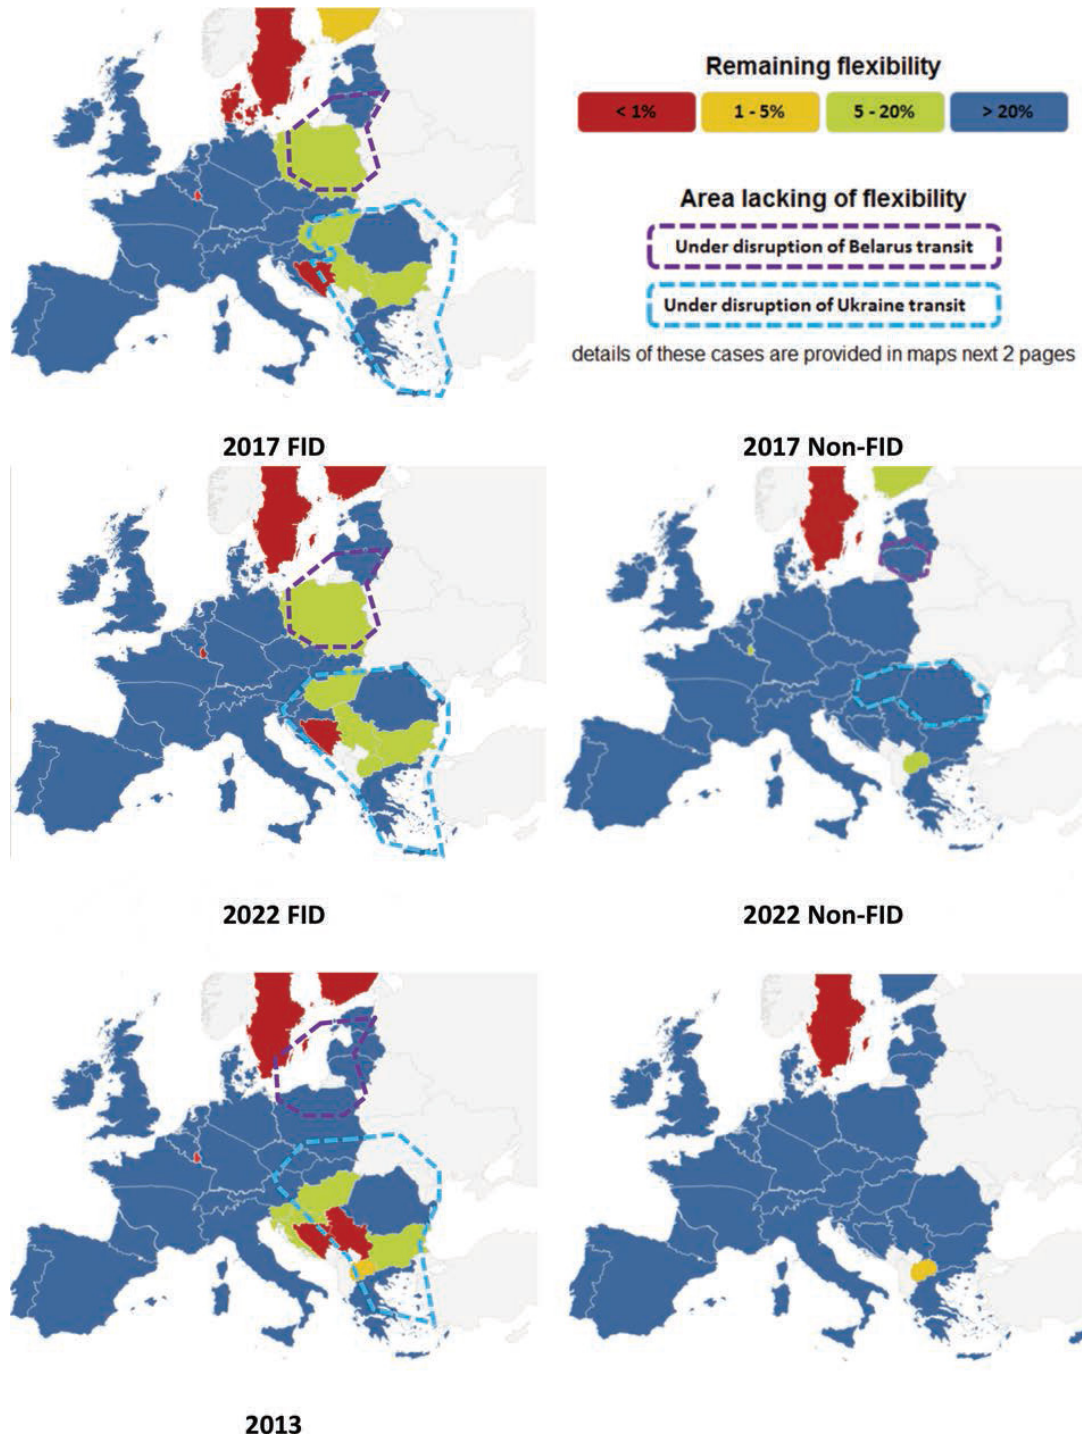 Remaining flexibility
< 1%
1 - 5%
5 - 20%
> 20%
Area lacking of flexibility
Under disruption of Belarus transit
Under disruption of Ukraine transit
details of these cases are provided in maps next 2 pages
2017 FID
2017 Non-FID
2022 FID
2022 Non-FID
2013